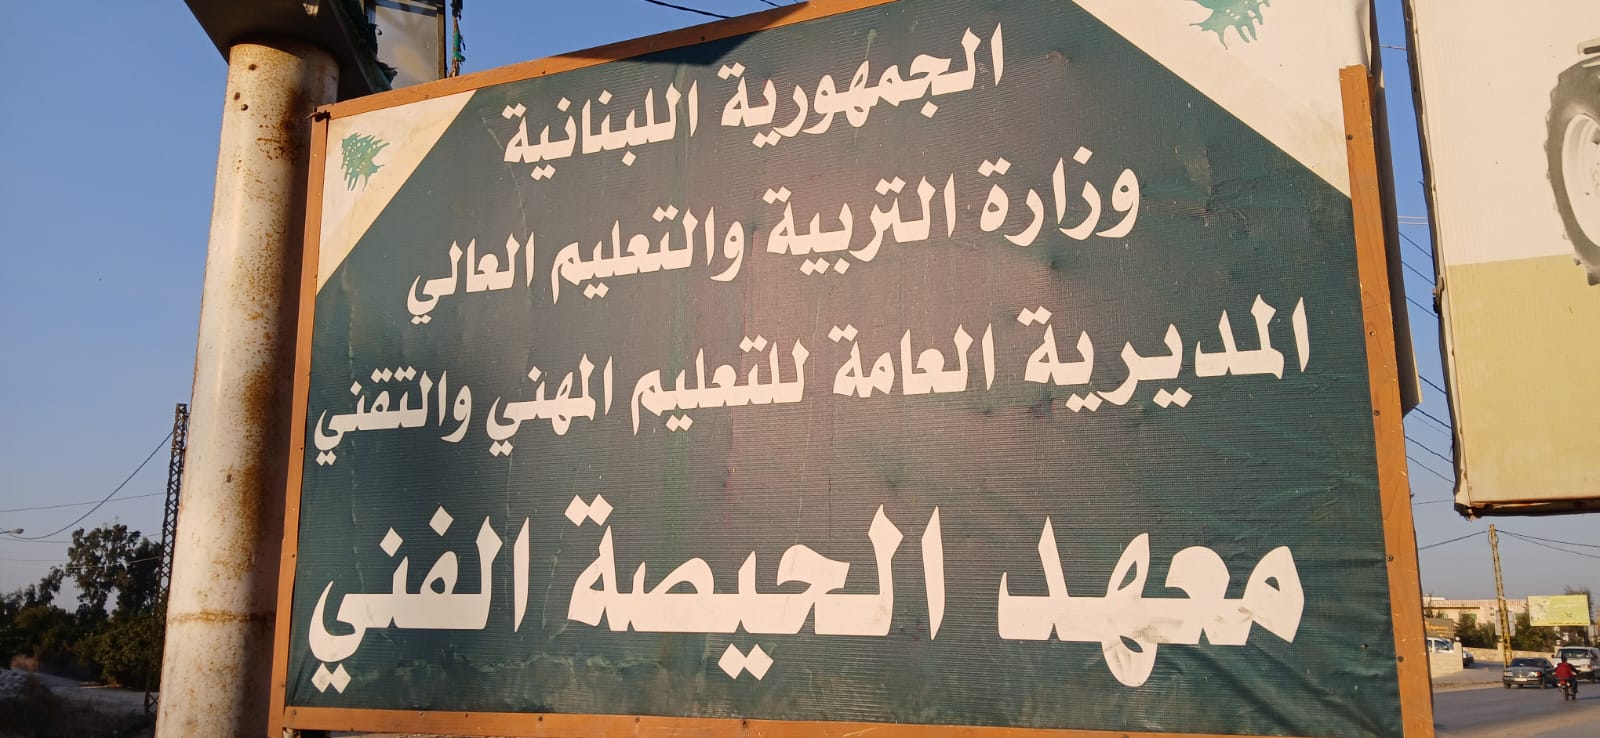 الجمهورية اللبنانية
وزارة التربية والتعليم العالي
المديرية العامة للتعليم المهني والتقني
معهد الحيصة الفني